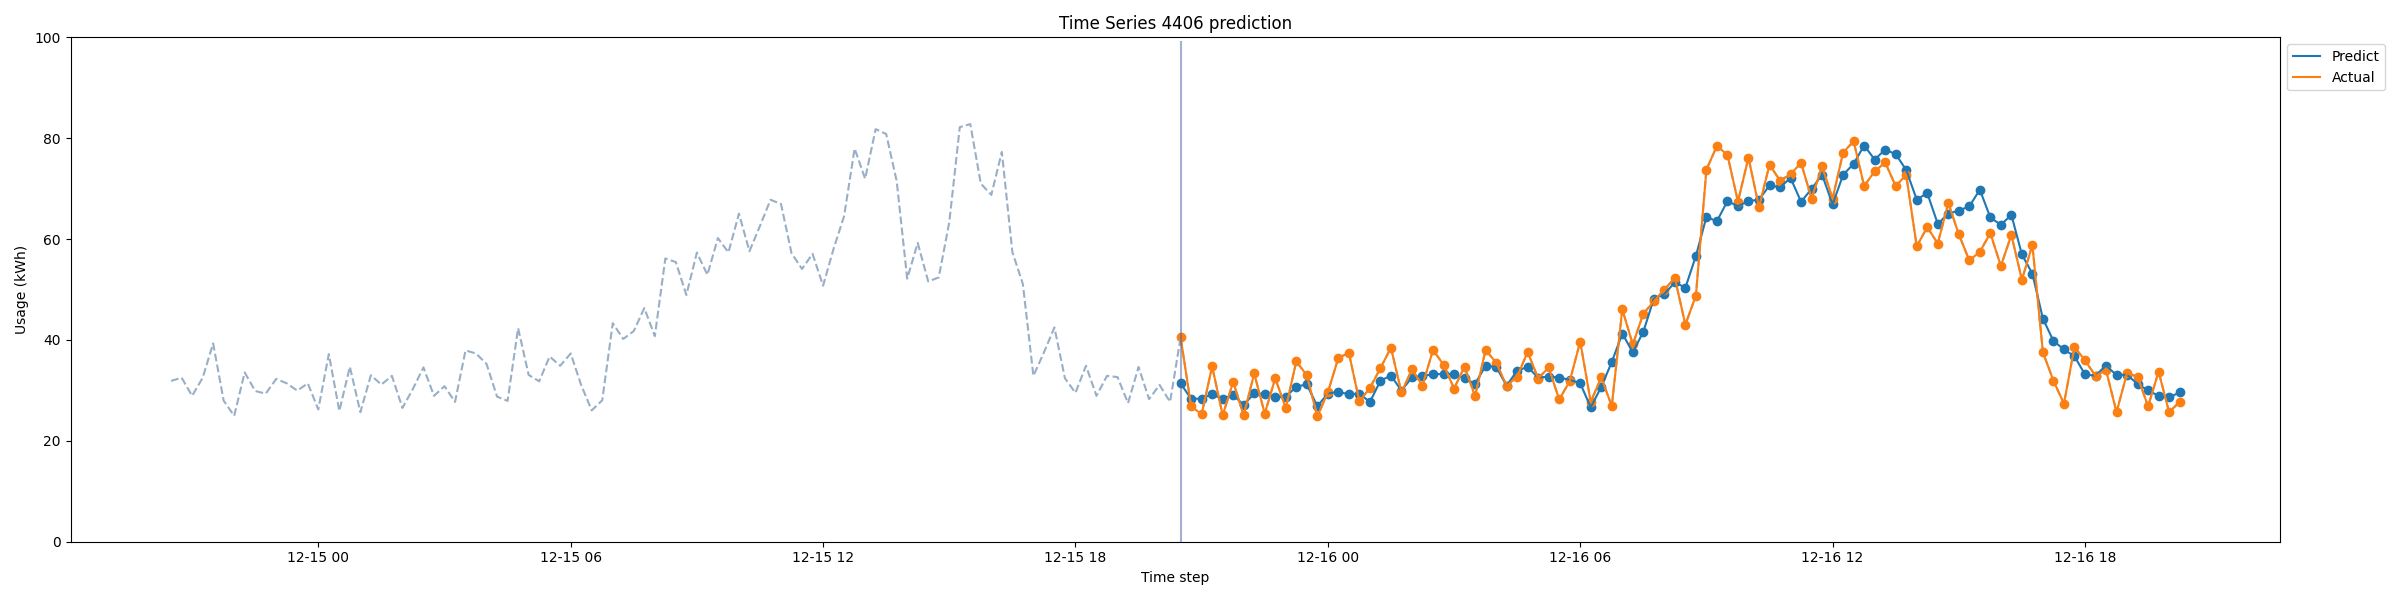 Time Series 4406 prediction
100
80
60
40
20
0
Usage (kWh)
12-15 00
12-15 06
12-15 12
12-15 18
12-16 00
12-16 06
12-16 12
12-16 18
Time step
Predict
Actual